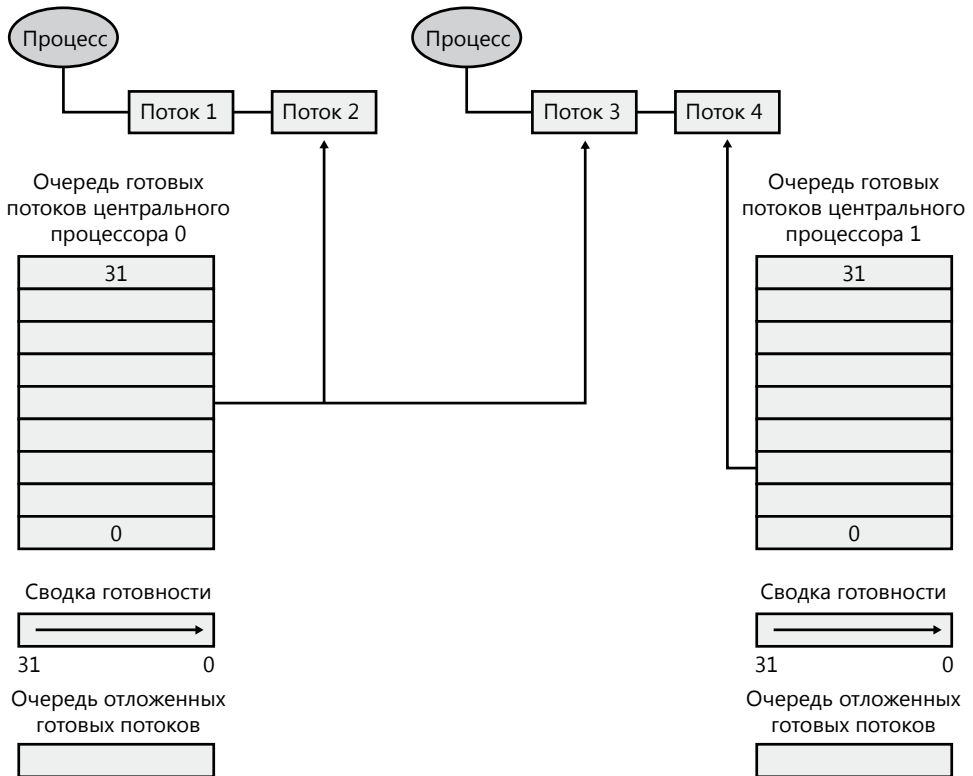 Процесс
Процесс
Поток 1
Поток 2
Поток 3
Поток 4
Очередь готовых
потоков центрального
процессора 0
31
0
Сводка готовности
31 0
Очередь отложенных
готовых потоков
Очередь готовых
потоков центрального
процессора 1
31
0
Сводка готовности
31 0
Очередь отложенных
готовых потоков